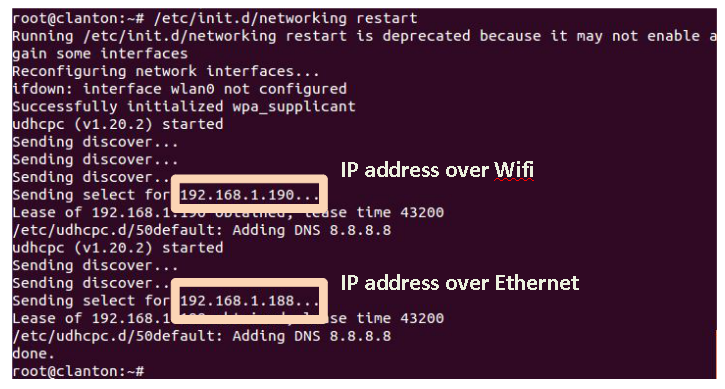 root@clanton:~# /etc/init.d/networking restart
Running /etc/init.d/networking restart is deprecated because it may not enable a
gain some interfaces
Reconfiguring network interfaces...
ifdown: interface wlan0 not configured
Successfully initialized wpa_supplicant
udhcpc (v1.20.2) started
Sending discover...
Sending discover...
Sending discover..
IP address over Wifi
Sending select for 192.168.1.190...
Lease of 192.168.1.190 obtained, lease time 43200
/etc/udhcpc.d/50default: Adding DNS 8.8.8.8
udhcpc (v1.20.2) started
Sending discover...
Sending discover..
IP address over Ethernet
Sending select for 192.168.1.188...
Lease of 192.168. time 43200
/etc/udhcpc.d/50default: Adding DNS 8.8.8.8
done.
root@clanton:~#